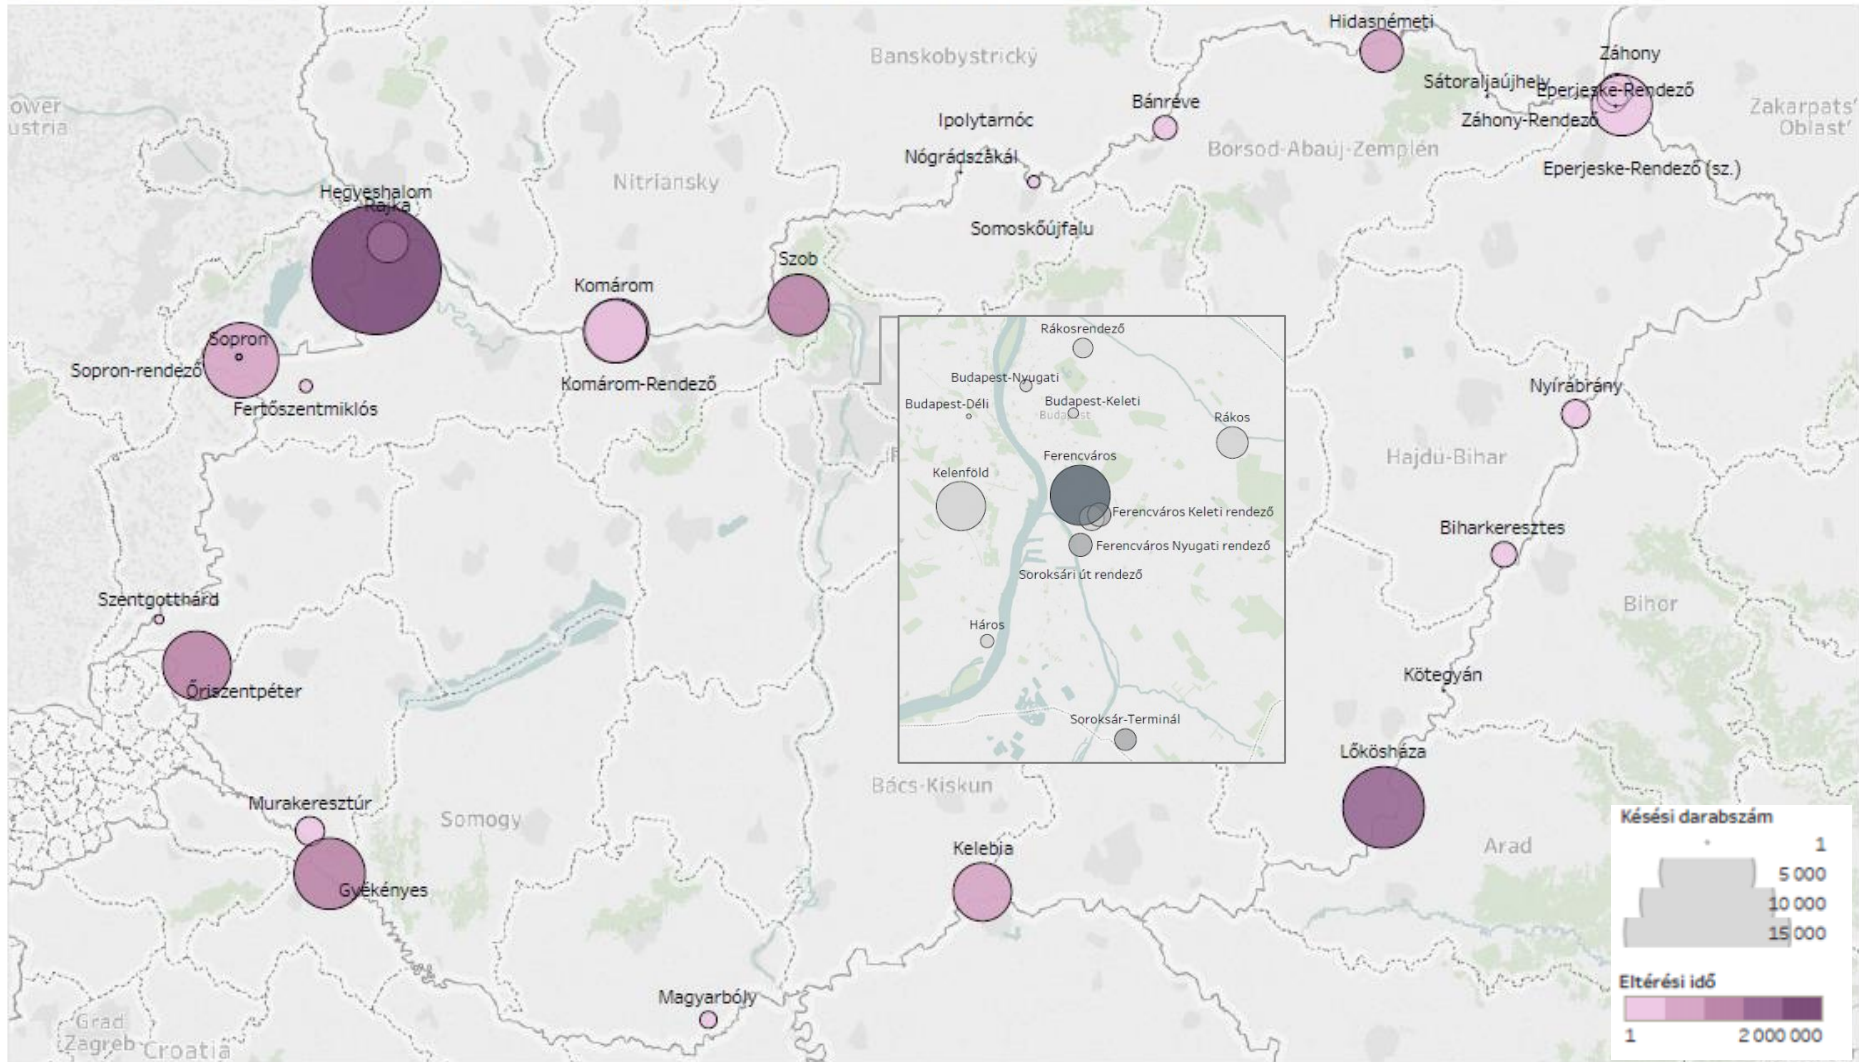 Hidasnémeti
Záhony
Banskobystrický
Sátoraljaújhely
Eperjeske-Rendező
Zakarpats'
Oblast'
ower
ustria
Bánréve
Ipolytarnóc
Záhony-Rendező
Borsod-Abaúj-Zemplén
Nógrádszakál
Eperjeske-Rendező (sz.)
Nitriansky
Hegyeshalom
Rajka
Somoskőújfalu
Szob
Komárom
Sopron
Sopron-rendező
Komárom-Rendező
Fertőszentmiklós
Nyírábrány
Rákosrendező
Budapest-Nyugati
Budapest-Déli
Budapest-Keleti
Budapest
Rákos
Ferencváros
Kelenföld
Ferencváros Keleti rendező
Ferencváros Nyugati rendező
Soroksári út rendező
Háros
Soroksár-Terminál
Hajdú-Bihar
Biharkeresztes
Bihor
Szentgotthárd
Őriszentpéter
Kötegyán
Lőkösháza
Bács-Kiskun
Murakeresztúr
Somogy
Gyékényes
Kelebia
Arad
Magyarbóly
Grad
Zagreb
Croatia
Késési darabszám
1
5 000
10 000
15 000
Eltérési idő
1 2 000 000